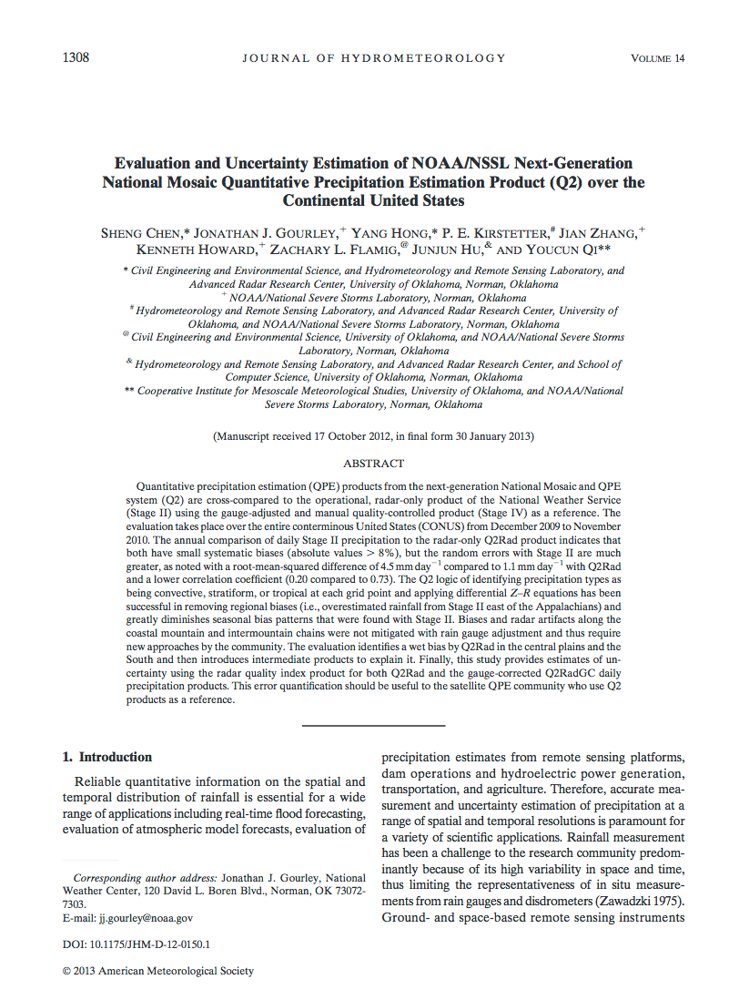 1308
JOURNAL OF HYDROMETEOROLOGY
VOLUME 14
Evaluation and Uncertainty Estimation of NOAA/NSSL Next-Generation
National Mosaic Quantitative Precipitation Estimation Product (Q2) over the
Continental United States
SHENG CHEN,* JONATHAN J. GOURLEY,+ YANG HONG,* P. E. KIRSTETTER,# JIAN ZHANG,+
KENNETH HOWARD,+ ZACHARY L. FLAMIG,@ JUNJUN HU,& AND YOUCUN QI**
* Civil Engineering and Environmental Science, and Hydrometeorology and Remote Sensing Laboratory, and
Advanced Radar Research Center, University of Oklahoma, Norman, Oklahoma
+ NOAA/National Severe Storms Laboratory, Norman, Oklahoma
# Hydrometeorology and Remote Sensing Laboratory, and Advanced Radar Research Center, University of
Oklahoma, and NOAA/National Severe Storms Laboratory, Norman, Oklahoma
@ Civil Engineering and Environmental Science, University of Oklahoma, and NOAA/National Severe Storms
Laboratory, Norman, Oklahoma
& Hydrometeorology and Remote Sensing Laboratory, and Advanced Radar Research Center, and School of
Computer Science, University of Oklahoma, Norman, Oklahoma
** Cooperative Institute for Mesoscale Meteorological Studies, University of Oklahoma, and NOAA/National
Severe Storms Laboratory, Norman, Oklahoma
(Manuscript received 17 October 2012, in final form 30 January 2013)
ABSTRACT
Quantitative precipitation estimation (QPE) products from the next-generation National Mosaic and QPE
system (Q2) are cross-compared to the operational, radar-only product of the National Weather Service
(Stage II) using the gauge-adjusted and manual quality-controlled product (Stage IV) as a reference. The
evaluation takes place over the entire conterminous United States (CONUS) from December 2009 to November
2010. The annual comparison of daily Stage II precipitation to the radar-only Q2Rad product indicates that
both have small systematic biases (absolute values > 8%), but the random errors with Stage II are much
greater, as noted with a root-mean-squared difference of 4.5 mm day−1 compared to 1.1 mm day−1 with Q2Rad
and a lower correlation coefficient (0.20 compared to 0.73). The Q2 logic of identifying precipitation types as
being convective, stratiform, or tropical at each grid point and applying differential Z–R equations has been
successful in removing regional biases (i.e., overestimated rainfall from Stage II east of the Appalachians) and
greatly diminishes seasonal bias patterns that were found with Stage II. Biases and radar artifacts along the
coastal mountain and intermountain chains were not mitigated with rain gauge adjustment and thus require
new approaches by the community. The evaluation identifies a wet bias by Q2Rad in the central plains and the
South and then introduces intermediate products to explain it. Finally, this study provides estimates of un-
certainty using the radar quality index product for both Q2Rad and the gauge-corrected Q2RadGC daily
precipitation products. This error quantification should be useful to the satellite QPE community who use Q2
products as a reference.
1. Introduction
Reliable quantitative information on the spatial and
temporal distribution of rainfall is essential for a wide
range of applications including real-time flood forecasting,
evaluation of atmospheric model forecasts, evaluation of
Corresponding author address: Jonathan J. Gourley, National
Weather Center, 120 David L. Boren Blvd., Norman, OK 73072-
7303.
E-mail: jj.gourley@noaa.gov
DOI: 10.1175/JHM-D-12-0150.1
© 2013 American Meteorological Society
precipitation estimates from remote sensing platforms,
dam operations and hydroelectric power generation,
transportation, and agriculture. Therefore, accurate mea-
surement and uncertainty estimation of precipitation at a
range of spatial and temporal resolutions is paramount for
a variety of scientific applications. Rainfall measurement
has been a challenge to the research community predom-
inantly because of its high variability in space and time,
thus limiting the representativeness of in situ measure-
ments from rain gauges and disdrometers (Zawadzki 1975).
Ground- and space-based remote sensing instruments